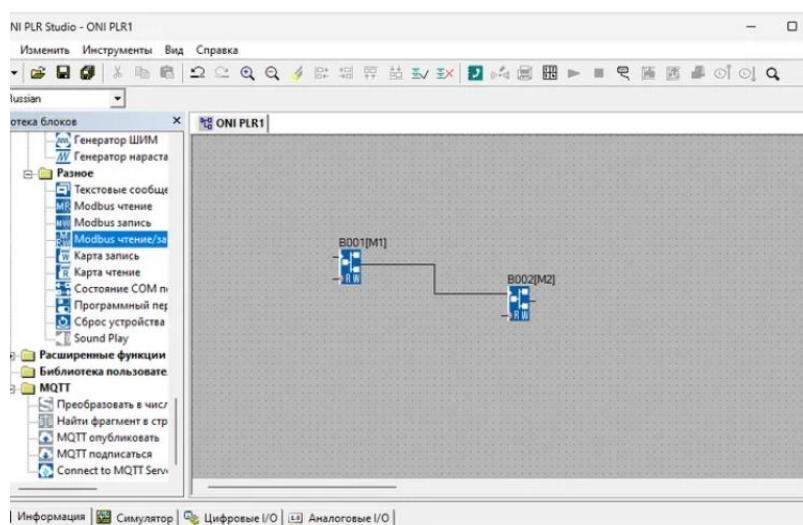 NI PLR Studio - ONI PLR1
Изменить Инструменты Вид Справка
Russian
отека блоков
ONI PLR1
Генератор ШИМ
Генератор нараста
Разное
Текстовые сообще
MR Modbus чтение
MW Modbus запись
Modbus чтение/за
W Карта запись
R Карта чтение
Состояние COM п
Программный пер
Сброс устройства
Sound Play
Расширенные функции
Библиотека пользовате
MQTT
Преобразовать в числ
Найти фрагмент в стр
MQTT опубликовать
MQTT подписаться
Connect to MQTT Serv
B001[M1]
R W
B002[M2]
R W
Информация Симулятор Цифровые I/O Аналоговые I/O